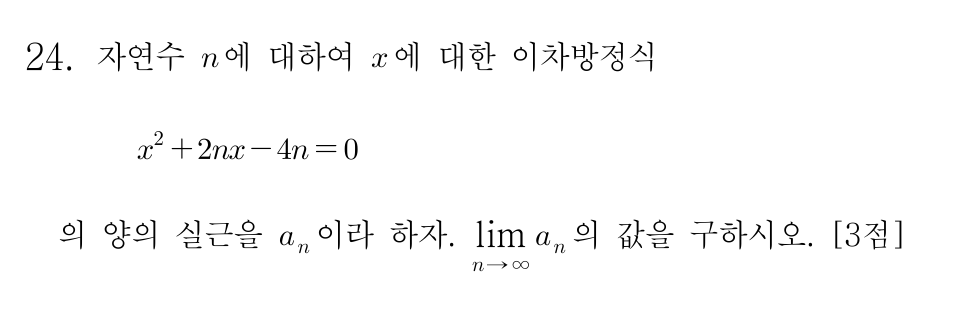 24. 자연수 n에 대하여 x에 대한 이차방정식
x²+2nx−4n=0
의 양의 실근을 aₙ이라 하자. lim aₙ의 값을 구하시오. [3점]
n→∞